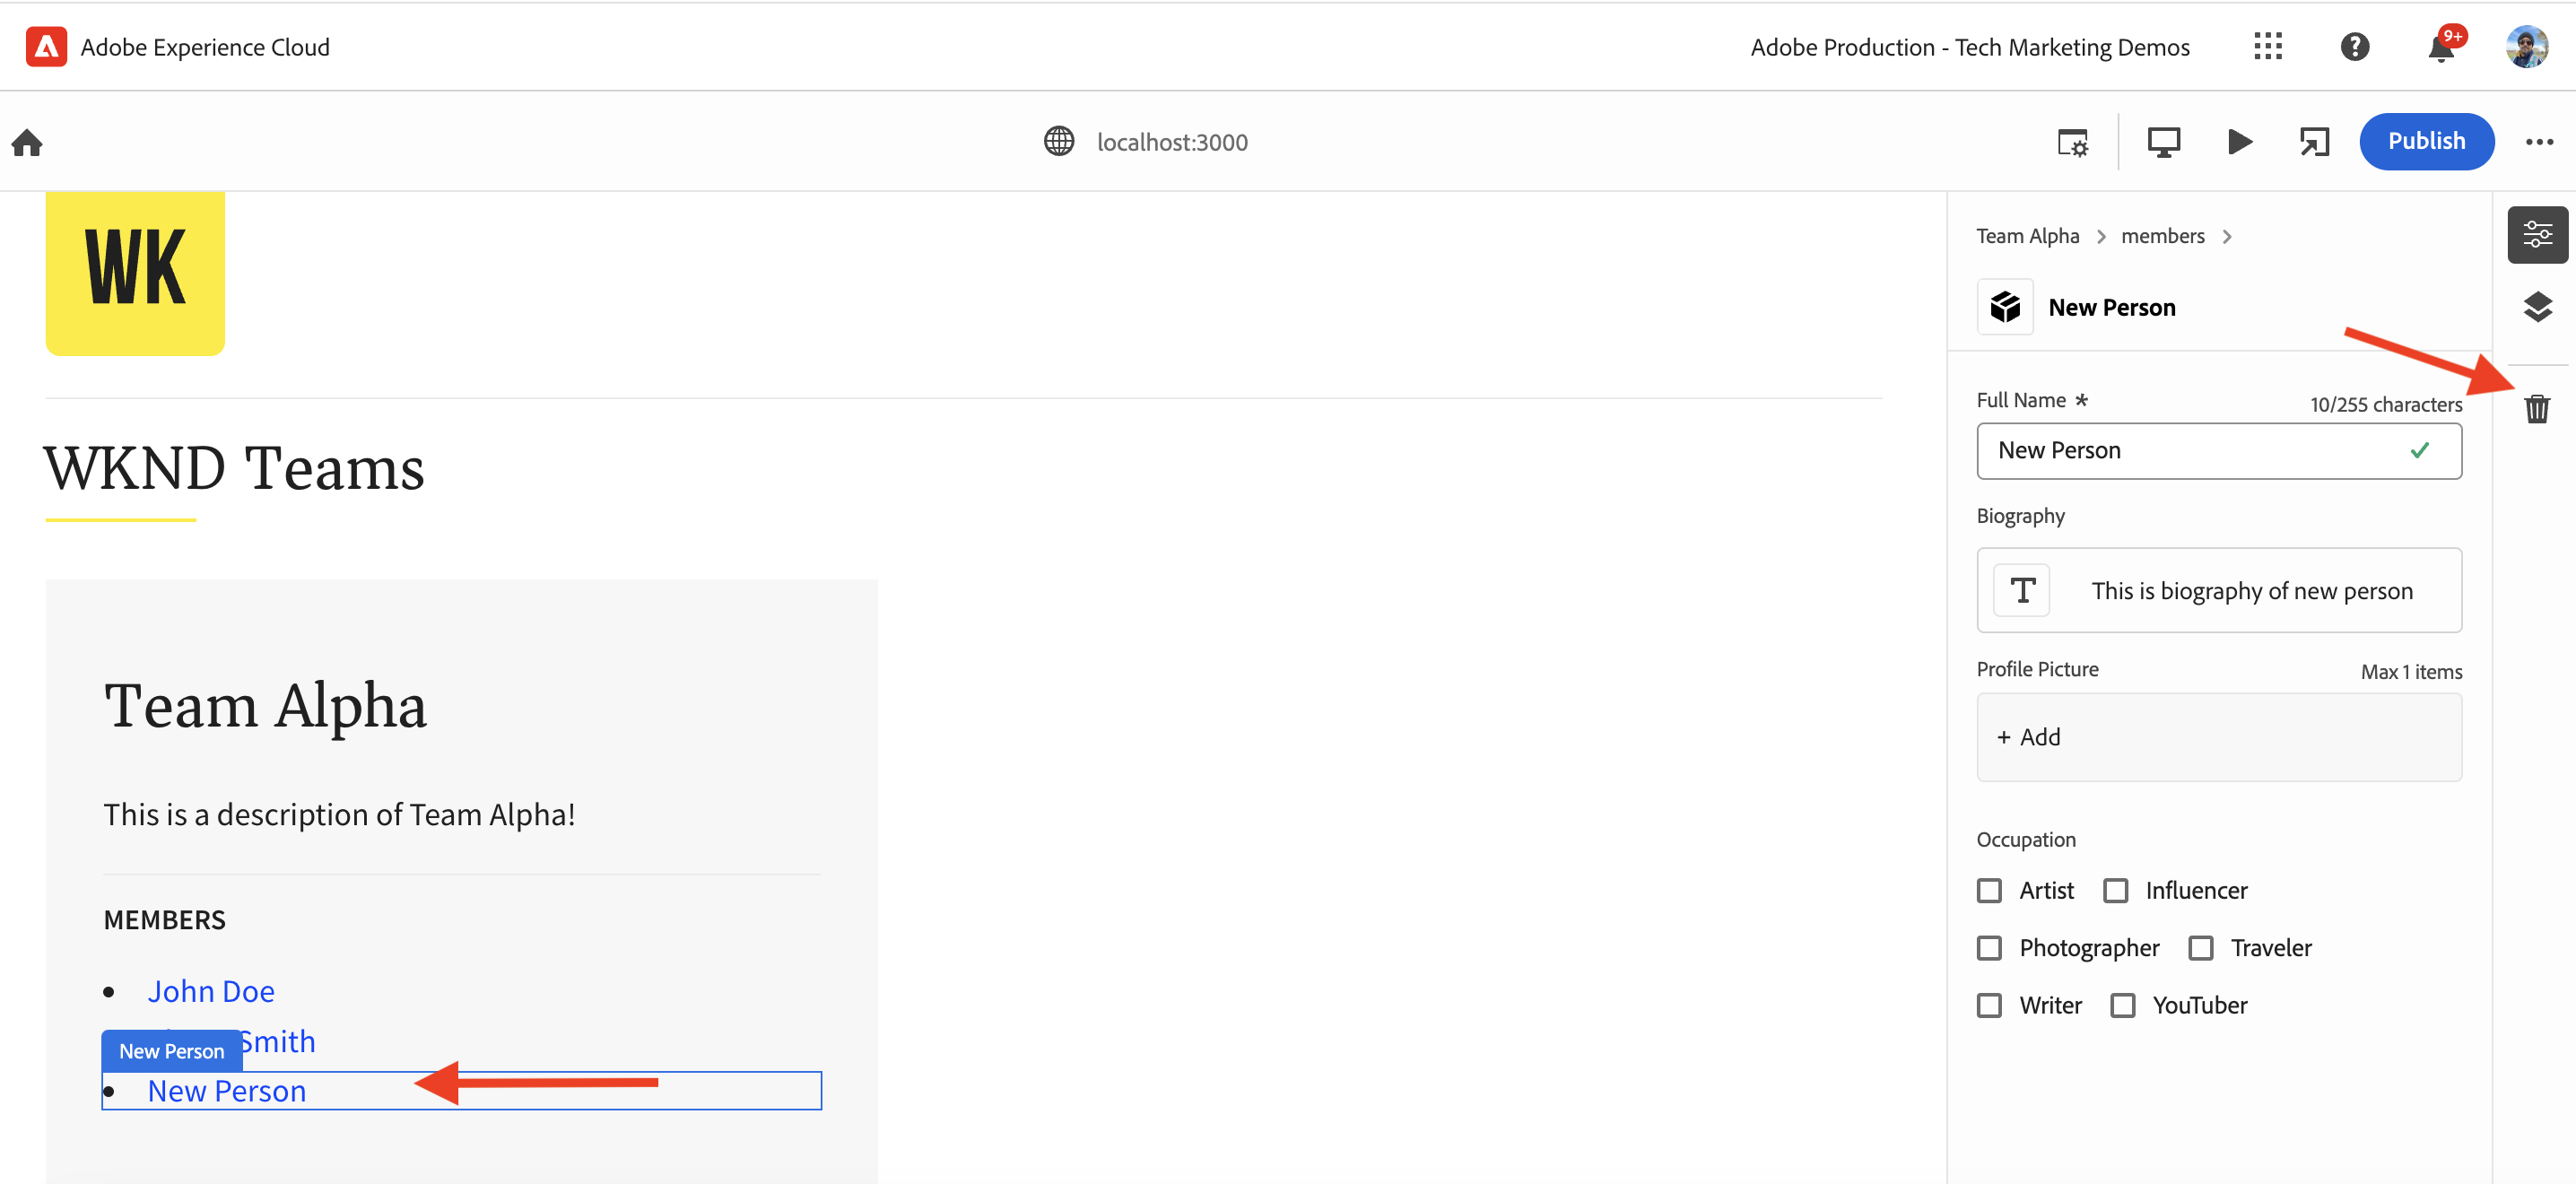 Adobe Experience Cloud
Adobe Production - Tech Marketing Demos
9+
localhost:3000
Publish
WK
WKND Teams
Team Alpha
This is a description of Team Alpha!
MEMBERS
John Doe
Smith
New Person
New Person
Team Alpha > members >
New Person
Full Name *
10/255 characters
New Person
Biography
T This is biography of new person
Profile Picture
Max 1 items
+ Add
Occupation
Artist Influencer
Photographer Traveler
Writer YouTuber